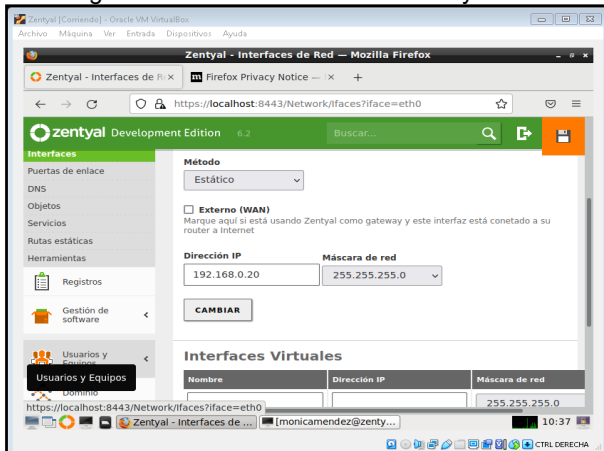 Zentyal [Corriendo] - Oracle VM VirtualBox
Archivo Máquina Ver Entrada Dispositivos Ayuda
Zentyal - Interfaces de Red — Mozilla Firefox
Zentyal - Interfaces de R × Firefox Privacy Notice — × +
https://localhost:8443/Network/Ifaces?iface=eth0
zentyal Development Edition 6.2 Buscar...
Interfaces
Puertas de enlace
DNS
Objetos
Servicios
Rutas estáticas
Herramientas
Registros
Gestión de
software
Usuarios y
Equipos
Usuarios y Equipos
Dominio
https://localhost:8443/Network/Ifaces?iface=eth0
Método
Estático
Externo (WAN)
Marque aquí si está usando Zentyal como gateway y este interfaz está conetado a su
router a Internet
Dirección IP Máscara de red
192.168.0.20 255.255.255.0
CAMBIAR
Interfaces Virtuales
Nombre Dirección IP Máscara de red
255.255.255.0
Zentyal - Interfaces de ... [monicamendez@zenty... 10:37
CTRL DERECHA